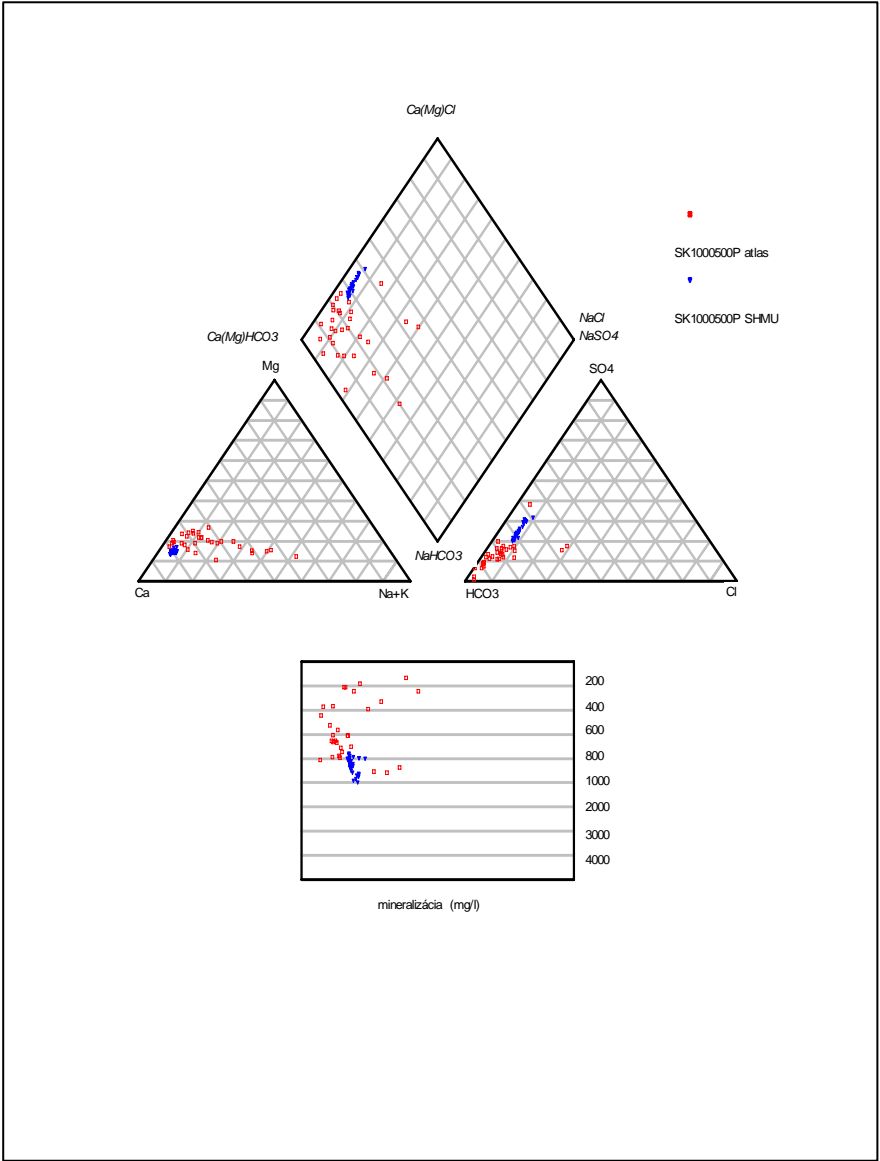 Ca(Mg)Cl
SK1000500P atlas
SK1000500P SHMU
NaCl
Ca(Mg)HCO3
NaSO4
Mg
SO4
NaHCO3
Ca
Na+K
HCO3
Cl
200
400
600
800
1000
2000
3000
4000
mineralizácia (mg/l)